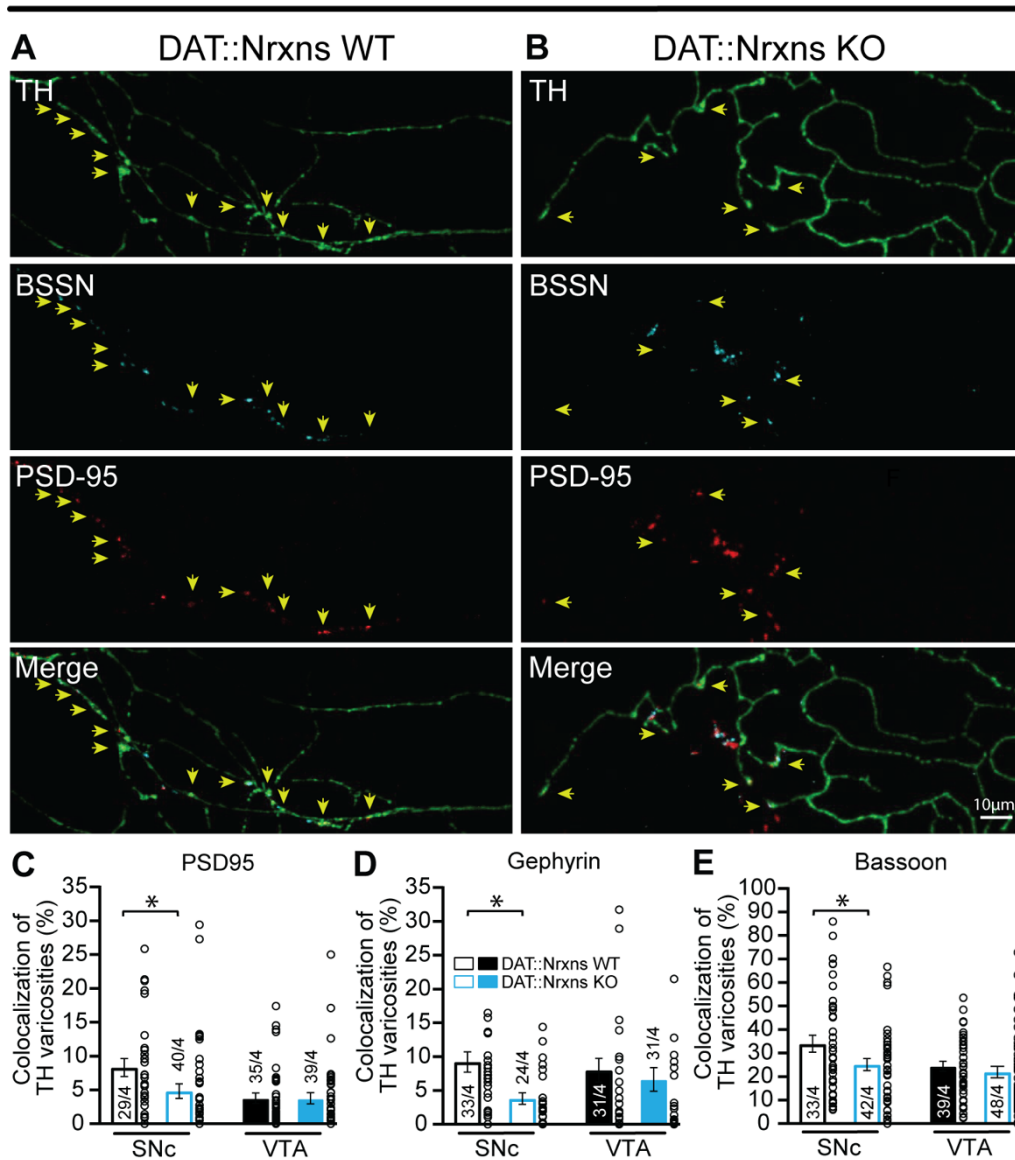 A DAT::Nrxns WT
TH
BSSN
PSD-95
Merge
B DAT::Nrxns KO
TH
BSSN
PSD-95
F
Merge
10µm
C PSD95
Colocalization of
TH varicosities (%)
35
30
25
20
15
10
5
0
*
29/4
40/4
35/4
39/4
SNc VTA
D Gephyrin
Colocalization of
TH varicosities (%)
35
30
25
20
15
10
5
0
*
DAT::Nrxns WT
DAT::Nrxns KO
33/4
24/4
31/4
31/4
SNc VTA
E Bassoon
Colocalization of
TH varicosities (%)
100
90
80
70
60
50
40
30
20
10
0
*
33/4
42/4
39/4
48/4
SNc VTA